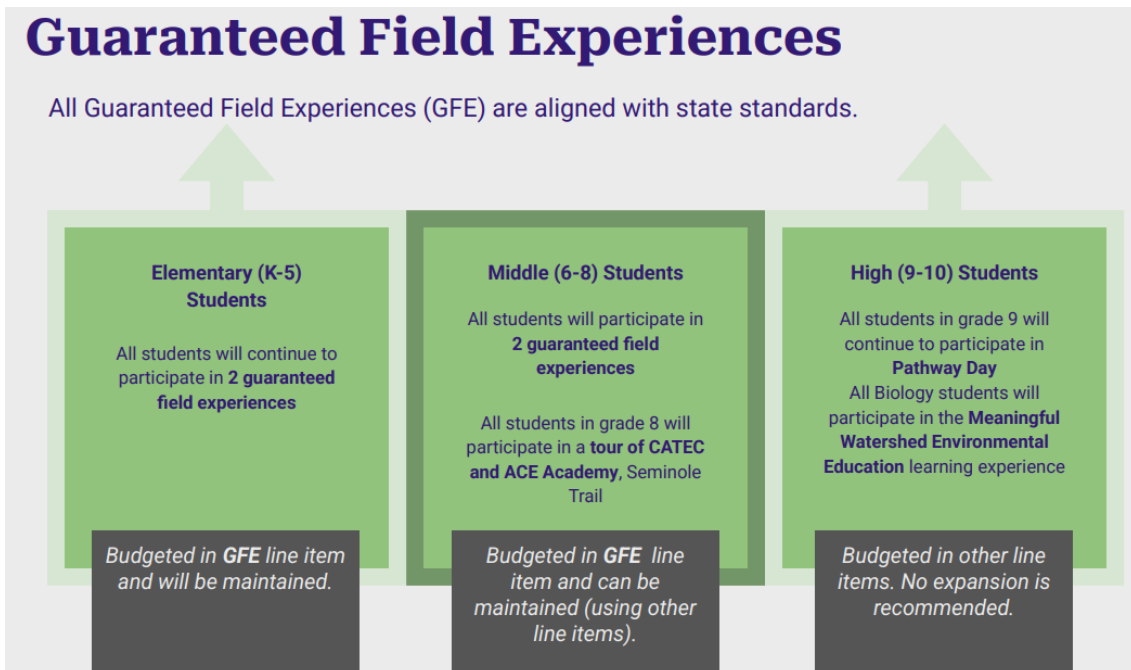 Guaranteed Field Experiences
All Guaranteed Field Experiences (GFE) are aligned with state standards.
Elementary (K-5)
Students
All students will continue to
participate in 2 guaranteed
field experiences
Budgeted in GFE line item
and will be maintained.
Middle (6-8) Students
All students will participate in
2 guaranteed field
experiences
All students in grade 8 will
participate in a tour of CATEC
and ACE Academy, Seminole
Trail
Budgeted in GFE line
item and can be
maintained (using other
line items).
High (9-10) Students
All students in grade 9 will
continue to participate in
Pathway Day
All Biology students will
participate in the Meaningful
Watershed Environmental
Education learning experience
Budgeted in other line
items. No expansion is
recommended.